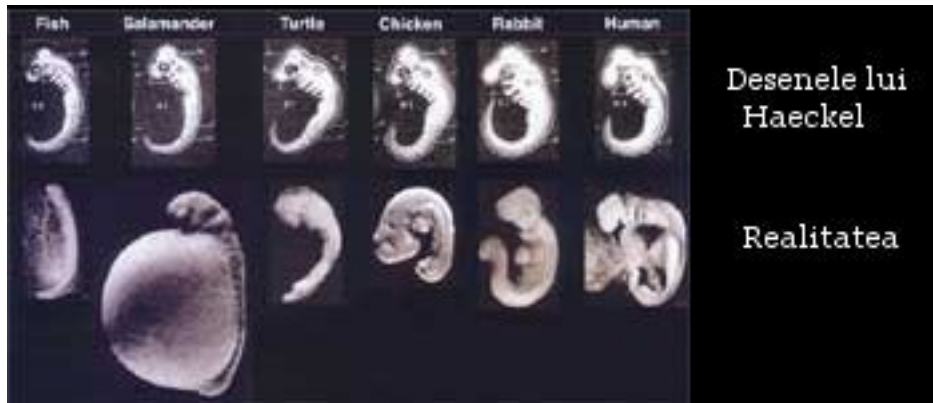 Fish Salamander Turtle Chicken Rabbit Human
Desenele lui
Haeckel
Realitatea